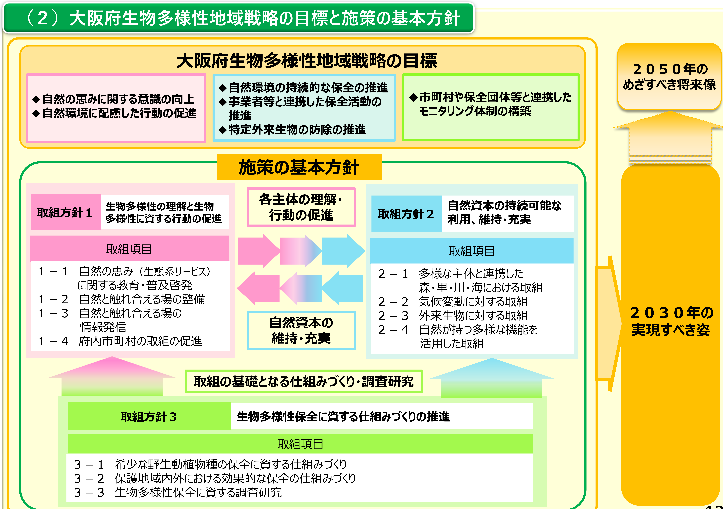 （２）大阪府生物多様性地域戦略の目標と施策の基本方針
大阪府生物多様性地域戦略の目標
◆自然の恵みに関する意識の向上
◆自然環境に配慮した行動の促進
◆自然環境の持続的な保全の推進
◆事業者等と連携した保全活動の
推進
◆特定外来生物の防除の推進
◆市町村や保全団体等と連携した
モニタリング体制の構築
施策の基本方針
取組方針１
生物多様性の理解と生物
多様性に資する行動の促進
取組項目
１－１ 自然の恵み（生態系サービス）
に関する教育・普及啓発
１－２ 自然と触れ合える場の整備
１－３ 自然と触れ合える場の
情報発信
１－４ 府内市町村の取組の促進
各主体の理解・
行動の促進
自然資本の
維持・充実
取組方針２
自然資本の持続可能な
利用、維持・充実
取組項目
２－１ 多様な主体と連携した
森・里・川・海における取組
２－２ 気候変動に対する取組
２－３ 外来生物に対する取組
２－４ 自然が持つ多様な機能を
活用した取組
取組の基礎となる仕組みづくり・調査研究
取組方針３
生物多様性保全に資する仕組みづくりの推進
取組項目
３－１ 希少な野生動植物種の保全に資する仕組みづくり
３－２ 保護地域内外における効果的な保全の仕組みづくり
３－３ 生物多様性保全に資する調査研究
２０５０年の
めざすべき将来像
２０３０年の
実現すべき姿